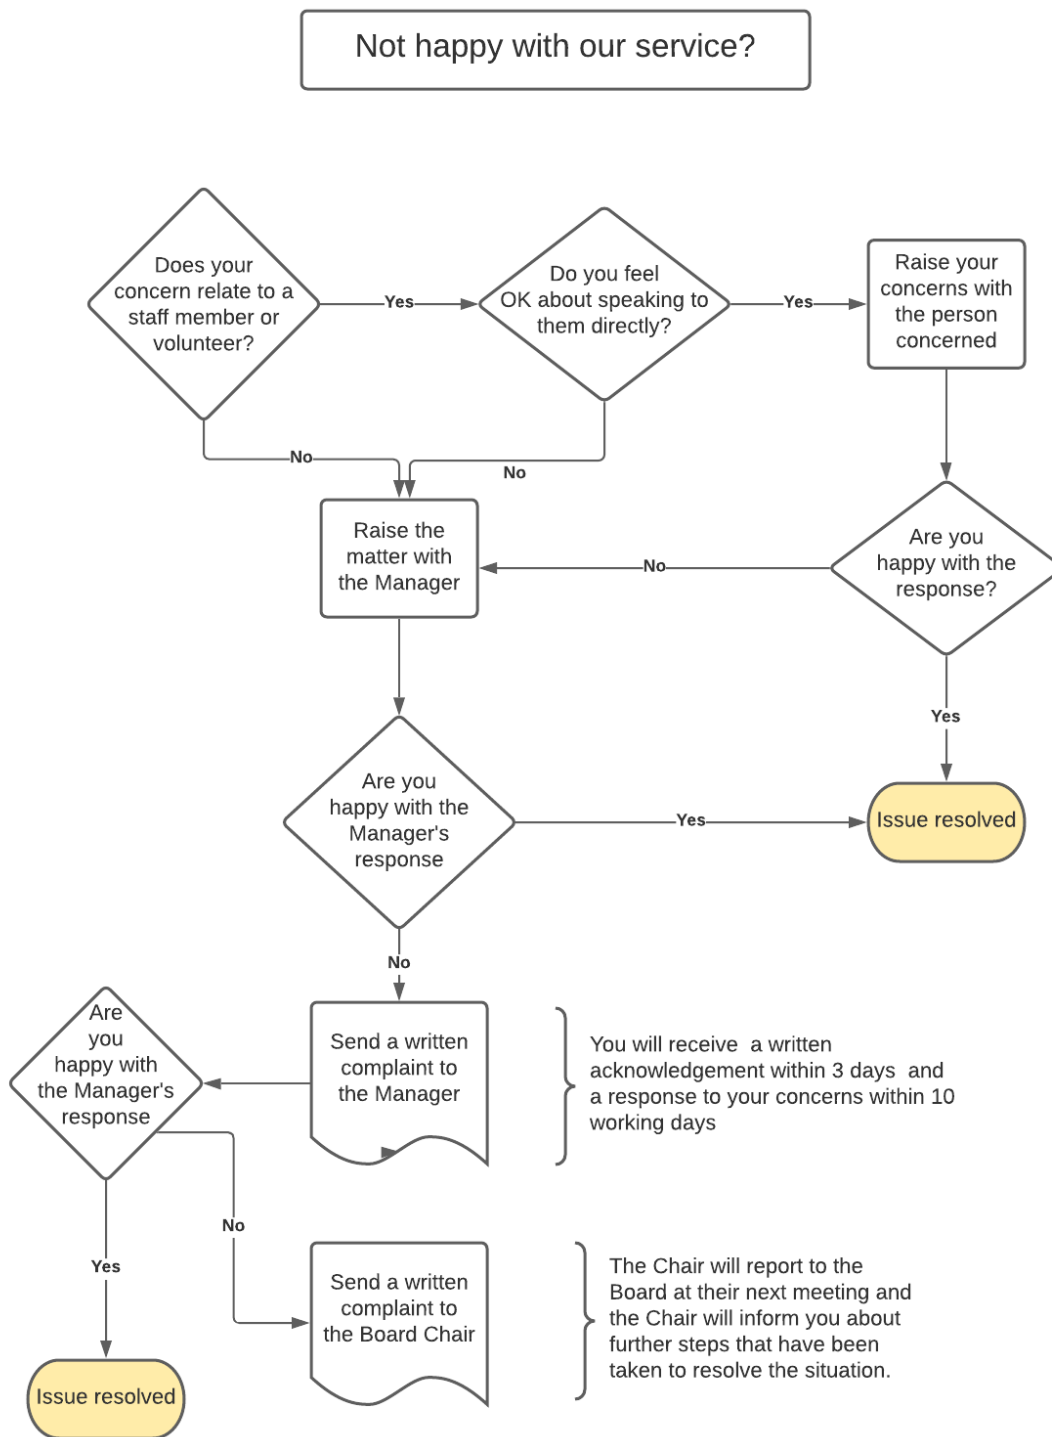 Not happy with our service?
Does your
concern relate to a
staff member or
volunteer?
Yes
Do you feel
OK about speaking to
them directly?
Yes
Raise your
concerns with
the person
concerned
No
No
Raise the
matter with
the Manager
No
Are you
happy with the
response?
Yes
Are you
happy with the
Manager's
response
Yes
Issue resolved
No
Are
you
happy with
the Manager's
response
Send a written
complaint to
the Manager
You will receive a written
acknowledgement within 3 days and
a response to your concerns within 10
working days
No
Yes
Send a written
complaint to
the Board Chair
The Chair will report to the
Board at their next meeting and
the Chair will inform you about
further steps that have been
taken to resolve the situation.
Issue resolved